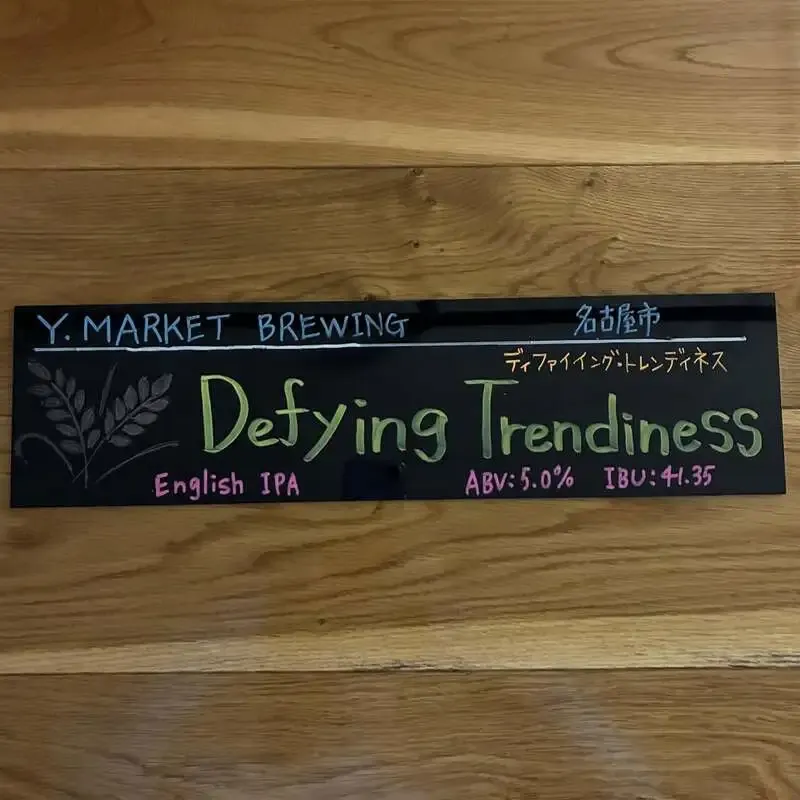 Y. MARKET BREWING 名古屋市
ディファイイング・トレンディネス
Defying Trendiness
English IPA ABV:5.0% IBU:41.35